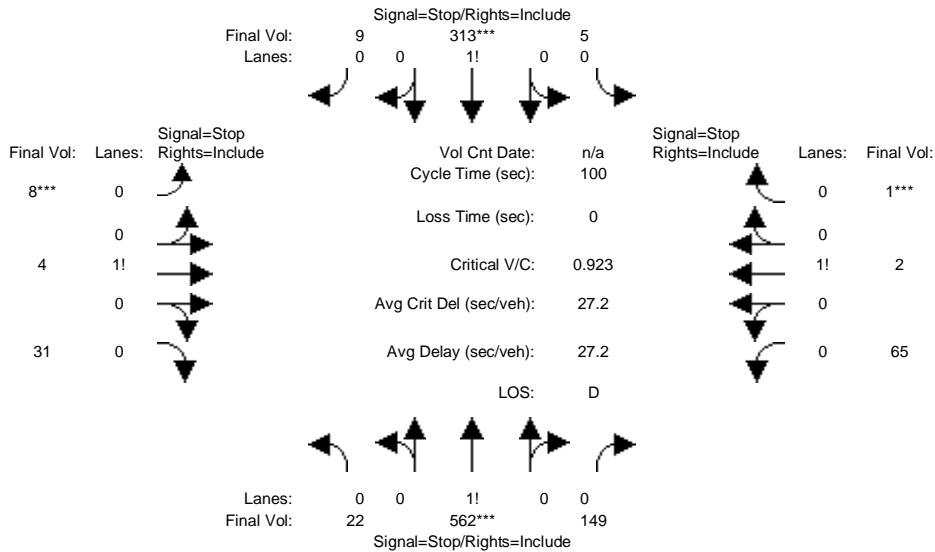 Signal=Stop/Rights=Include
Final Vol: 9 313*** 5
Lanes: 0 0 1! 0 0
Signal=Stop
Final Vol: Lanes: Rights=Include
8*** 0
0
4 1!
0
31 0
Vol Cnt Date: n/a
Cycle Time (sec): 100
Loss Time (sec): 0
Critical V/C: 0.923
Avg Crit Del (sec/veh): 27.2
Avg Delay (sec/veh): 27.2
LOS: D
Signal=Stop
Rights=Include Lanes: Final Vol:
0 1***
0
1! 2
0
0 65
Lanes: 0 0 1! 0 0
Final Vol: 22 562*** 149
Signal=Stop/Rights=Include